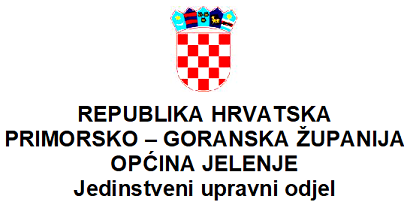 REPUBLIKA HRVATSKA
PRIMORSKO – GORANSKA ŽUPANIJA
OPĆINA JELENJE
Jedinstveni upravni odjel